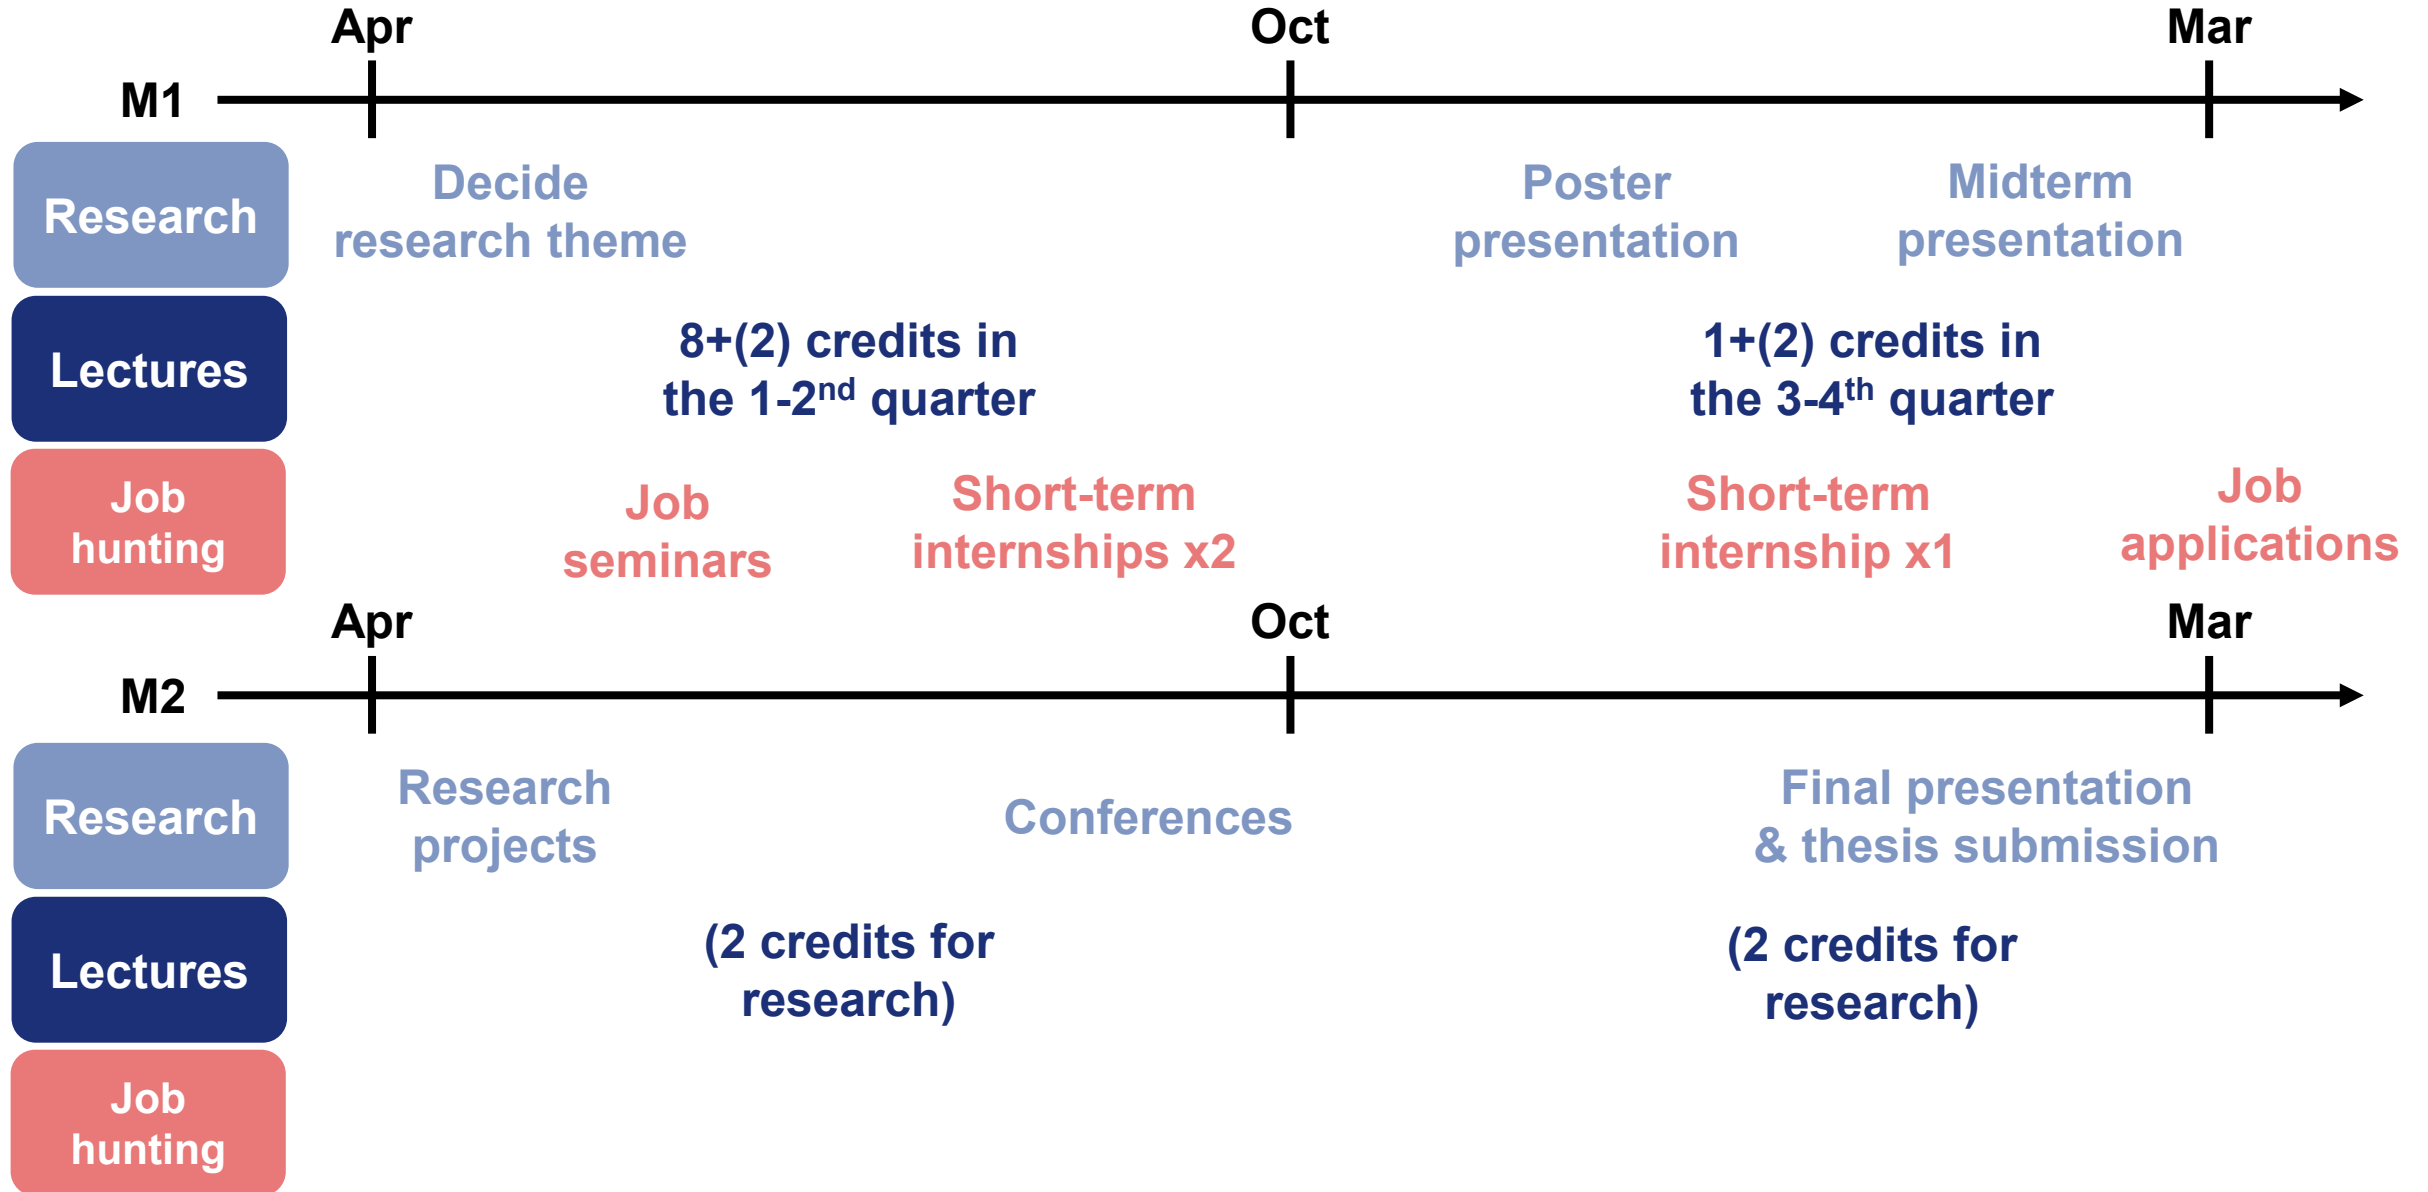 Apr Oct Mar
M1
Research
Decide
research theme
Poster
presentation
Midterm
presentation
Lectures
8+(2) credits in
the 1-2nd quarter
1+(2) credits in
the 3-4th quarter
Job
hunting
Job
seminars
Short-term
internships x2
Short-term
internship x1
Job
applications
Apr Oct Mar
M2
Research
Research
projects
Conferences
Final presentation
& thesis submission
Lectures
(2 credits for
research)
(2 credits for
research)
Job
hunting